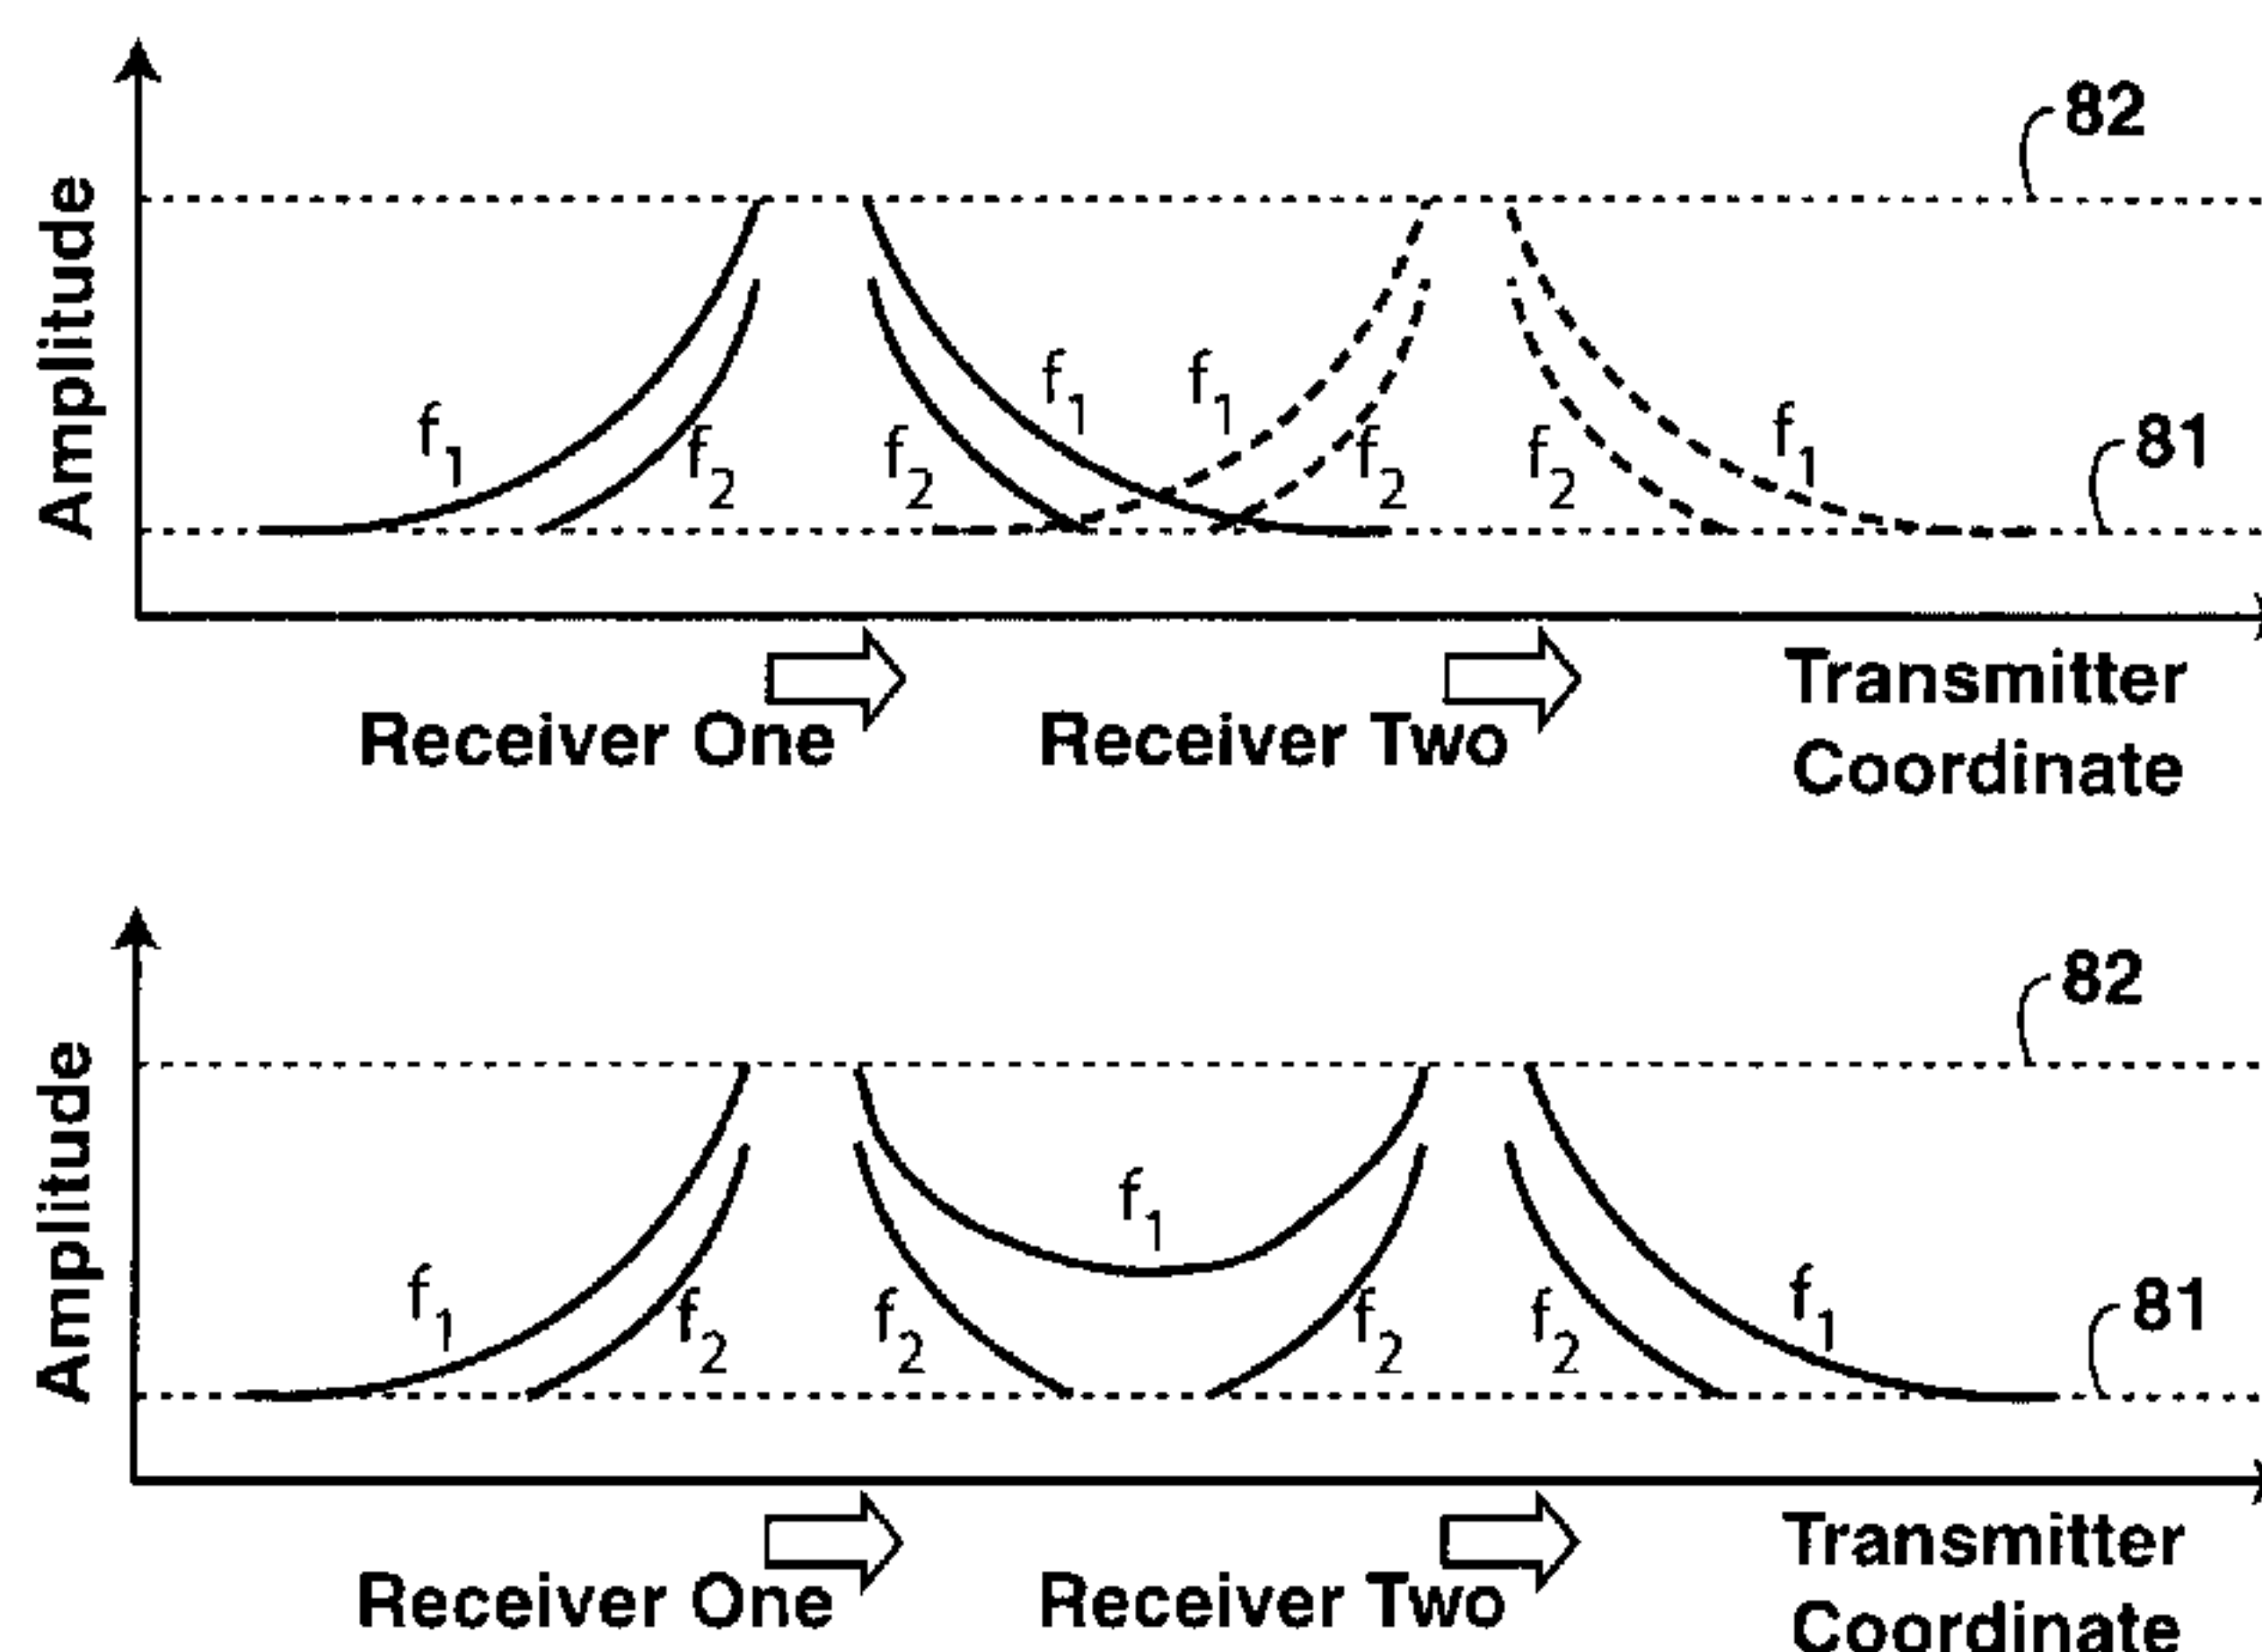 82
Amplitude
f1 f1
f1 f2 f2 f2 f2 f1 81
Receiver One Receiver Two Transmitter
Coordinate
82
Amplitude
f1
f1 f2 f2 f2 f2 f1 81
Receiver One Receiver Two Transmitter
Coordinate